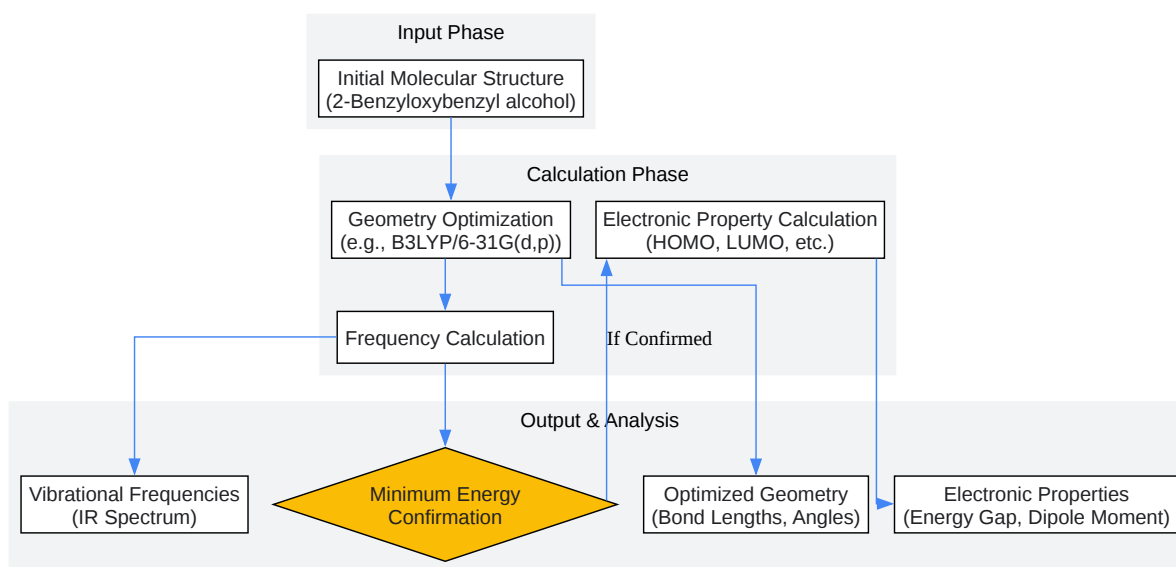 Input Phase
Initial Molecular Structure
(2-Benzyloxybenzyl alcohol)
Calculation Phase
Geometry Optimization
(e.g., B3LYP/6-31G(d,p))
Electronic Property Calculation
(HOMO, LUMO, etc.)
Frequency Calculation
If Confirmed
Output & Analysis
Vibrational Frequencies
(IR Spectrum)
Minimum Energy
Confirmation
Optimized Geometry
(Bond Lengths, Angles)
Electronic Properties
(Energy Gap, Dipole Moment)